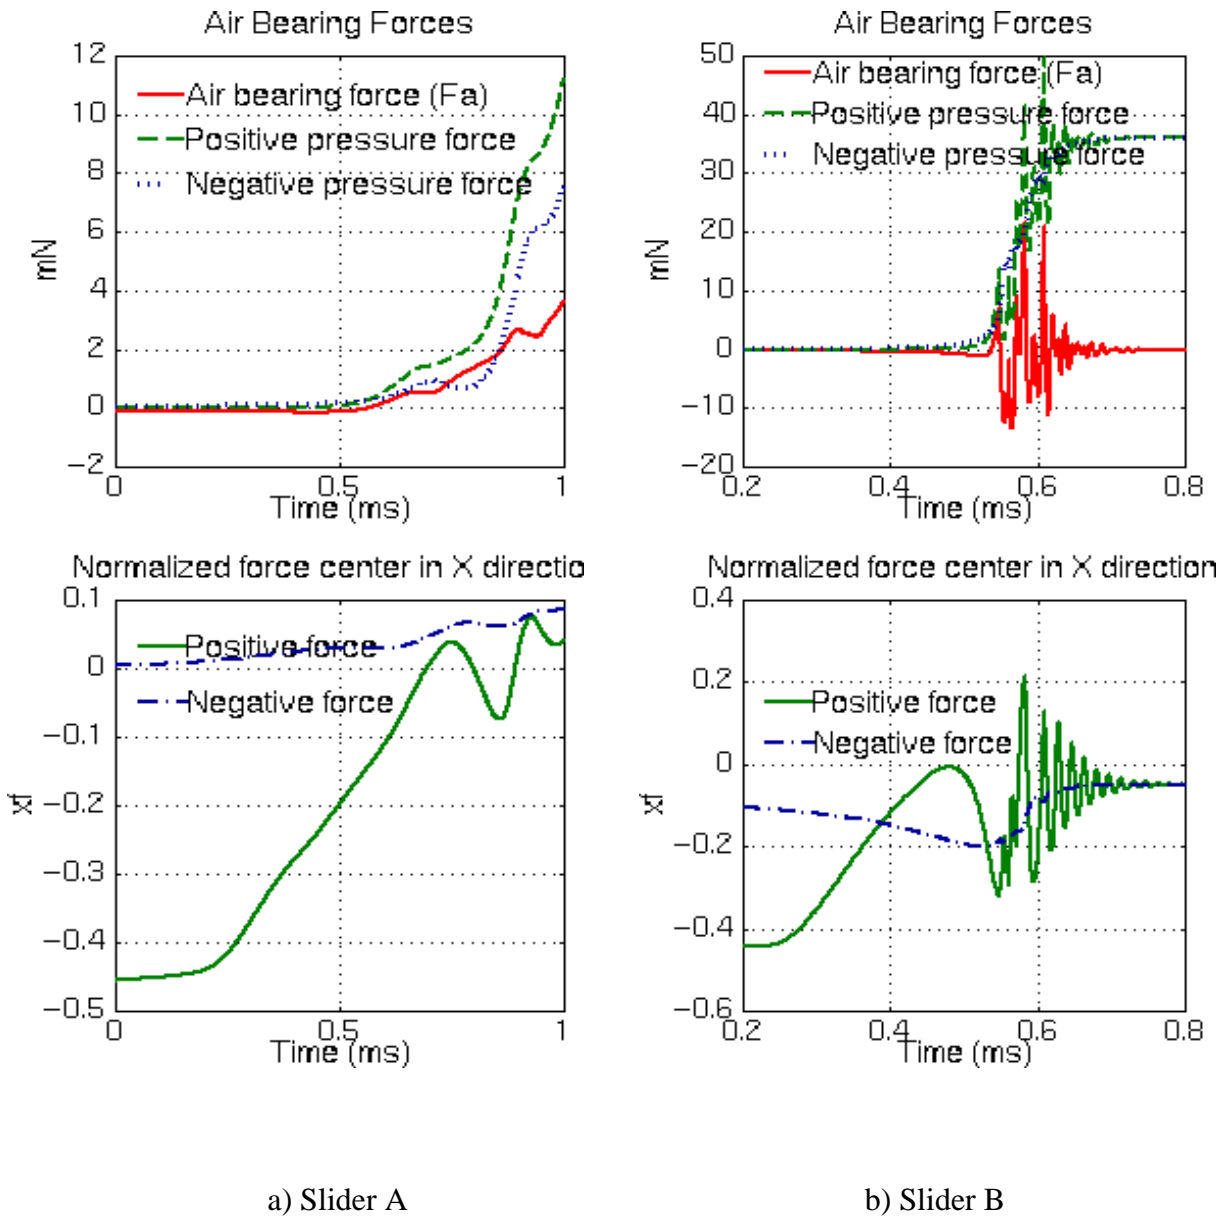 Air Bearing Forces
12
10
8
6
4
2
0
−2
mN
Air bearing force (Fa)
Positive pressure force
Negative pressure force
0
0.5
1
Time (ms)
Air Bearing Forces
50
40
30
20
10
0
−10
−20
mN
Air bearing force (Fa)
Positive pressure force
Negative pressure force
0.2
0.4
0.6
0.8
Time (ms)
Normalized force center in X directio
0.1
0
−0.1
−0.2
−0.3
−0.4
−0.5
xf
Positive force
Negative force
0
0.5
1
Time (ms)
Normalized force center in X direction
0.4
0.2
0
−0.2
−0.4
−0.6
xf
Positive force
Negative force
0.2
0.4
0.6
0.8
Time (ms)
a) Slider A
b) Slider B